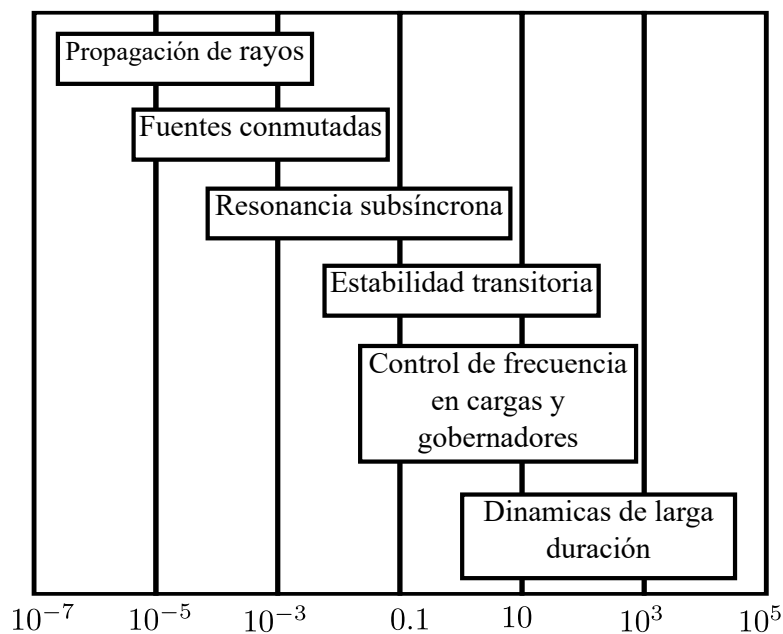 Propagación de rayos
Fuentes conmutadas
Resonancia subsíncrona
Estabilidad transitoria
Control de frecuencia
en cargas y
gobernadores
Dinamicas de larga
duración
10⁻⁷ 10⁻⁵ 10⁻³ 0.1 10 10³ 10⁵